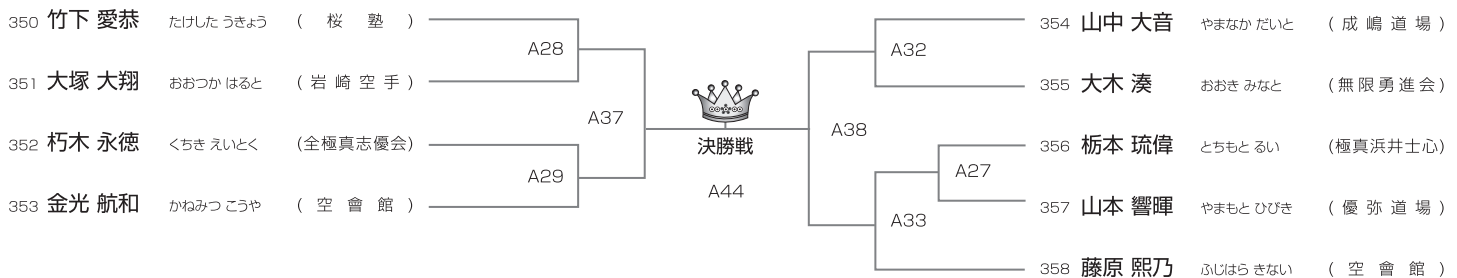 350 竹下 愛恭 たけした うきょう (桜塾)
A28
351 大塚 大翔 おおつか はると (岩崎空手)
A37
352 朽木 永徳 くちき えいとく (全極真志優会)
A29
353 金光 航和 かねみつ こうや (空會館)
決勝戦
A44
354 山中 大音 やまなか だいと (成嶋道場)
A32
355 大木 湊 おおき みなと (無限勇進会)
A38
356 栃本 琉偉 とちもと るい (極真浜井士心)
A27
357 山本 響暉 やまもと ひびき (優弥道場)
A33
358 藤原 熙乃 ふじはら きない (空會館)